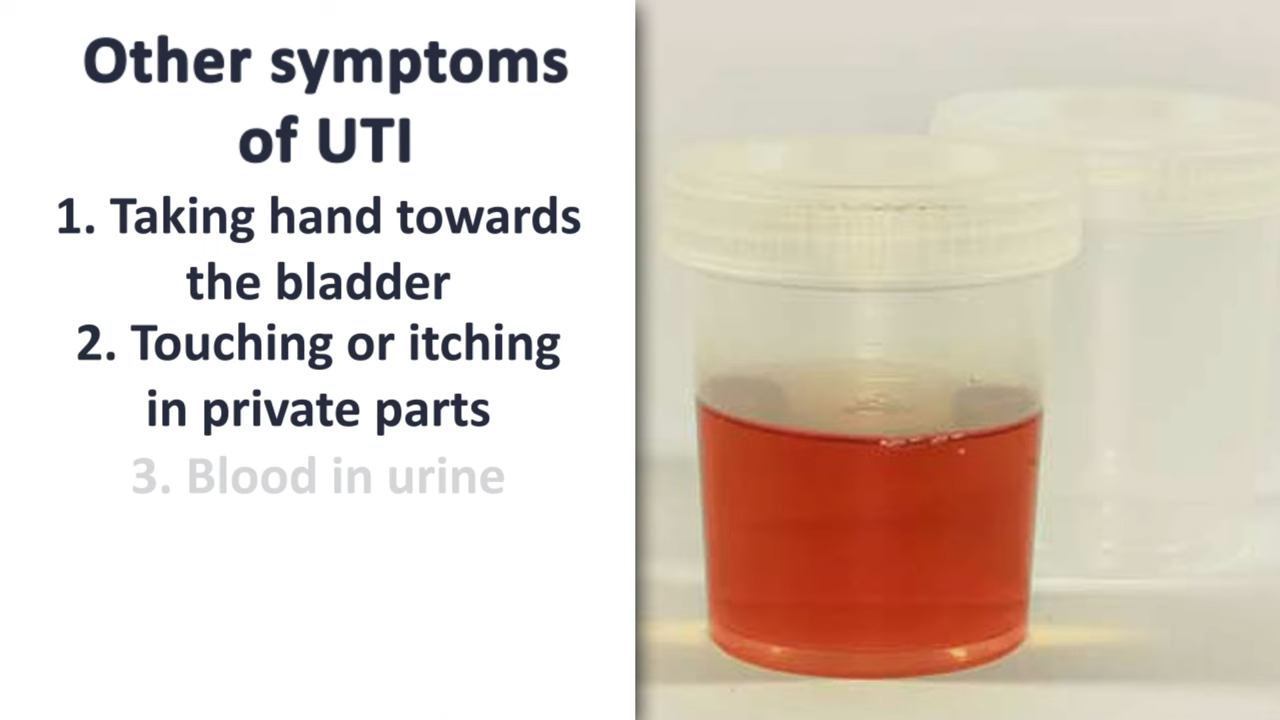 Other symptoms
of UTI
1. Taking hand towards
the bladder
2. Touching or itching
in private parts
3. Blood in urine